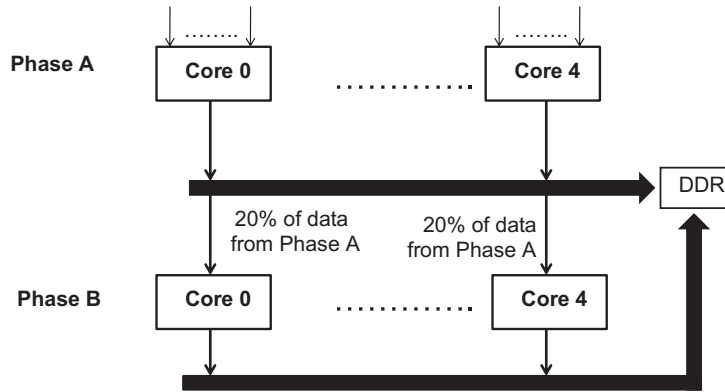 Phase A
Core 0
Core 4
DDR
20% of data
from Phase A
20% of data
from Phase A
Phase B
Core 0
Core 4